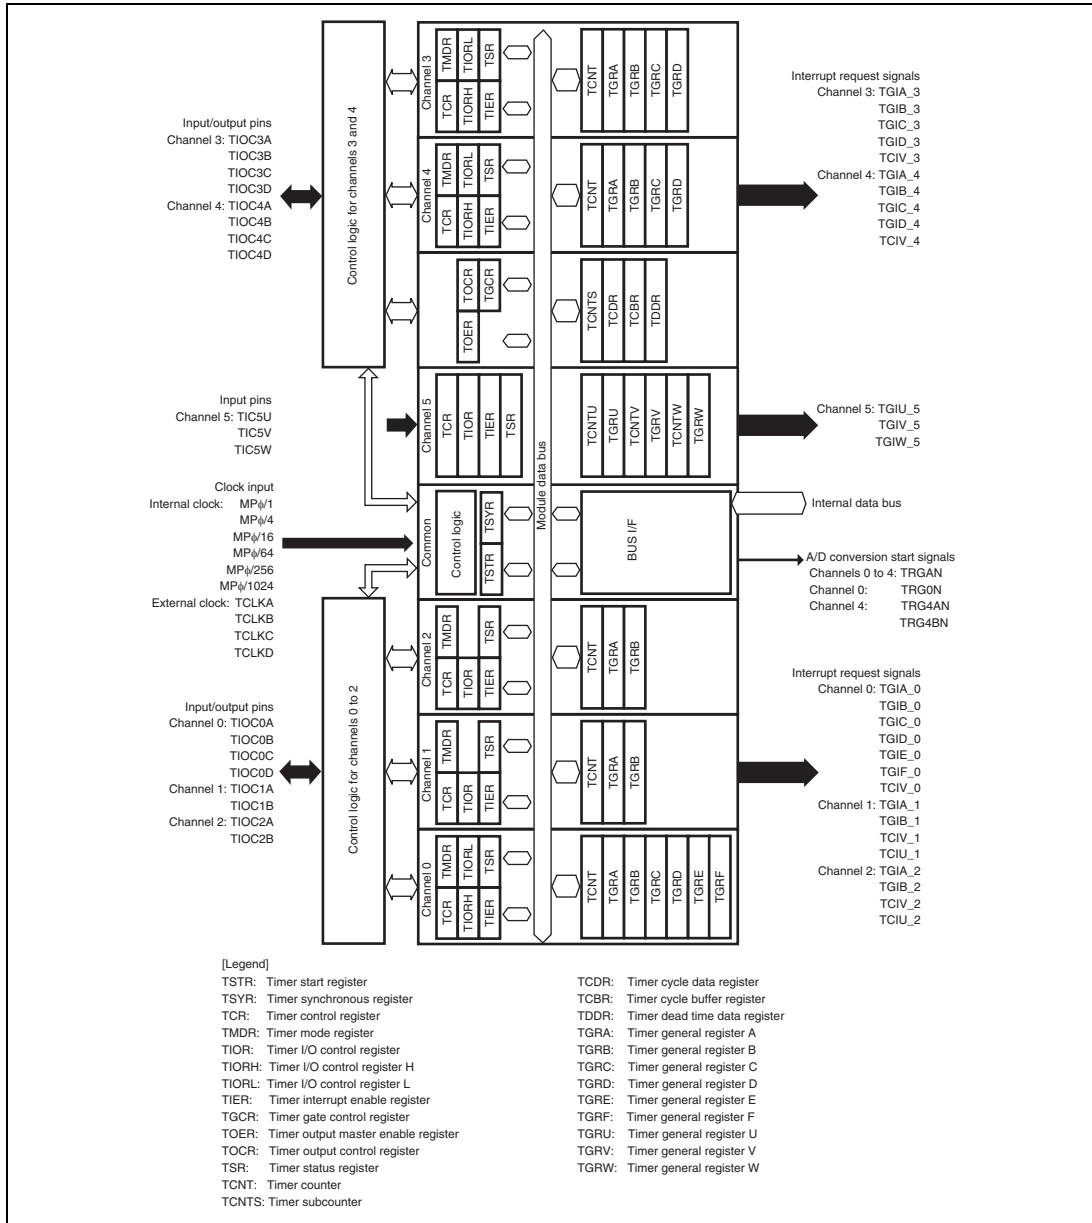 Input/output pins
Channel 3: TIOC3A
TIOC3B
TIOC3C
TIOC3D
Channel 4: TIOC4A
TIOC4B
TIOC4C
TIOC4D
Input pins
Channel 5: TIC5U
TIC5V
TIC5W
Clock input
Internal clock: MPϕ/1
MPϕ/4
MPϕ/16
MPϕ/64
MPϕ/256
MPϕ/1024
External clock: TCLKA
TCLKB
TCLKC
TCLKD
Input/output pins
Channel 0: TIOC0A
TIOC0B
TIOC0C
TIOC0D
Channel 1: TIOC1A
TIOC1B
Channel 2: TIOC2A
TIOC2B
Control logic for channels 3 and 4
Control logic for channels 0 to 2
Channel 3
TMDR
TIORL
TSR
TCR
TIORH
TIER
TCNT
TGRA
TGRB
TGRC
TGRD
Channel 4
TMDR
TIORL
TSR
TCR
TIORH
TIER
TCNT
TGRA
TGRB
TGRC
TGRD
TOCR
TGCR
TOER
TCNTS
TCDR
TCBR
TDDR
Channel 5
TCR
TIOR
TIER
TSR
TCNTU
TGRU
TCNTV
TGRV
TCNTW
TGRW
Module data bus
Common
Control logic
TSYR
TSTR
BUS I/F
Channel 2
TMDR
TSR
TCR
TIOR
TIER
TCNT
TGRA
TGRB
Channel 1
TMDR
TSR
TCR
TIOR
TIER
TCNT
TGRA
TGRB
Channel 0
TMDR
TIORL
TSR
TCR
TIORH
TIER
TCNT
TGRA
TGRB
TGRC
TGRD
TGRE
TGRF
Interrupt request signals
Channel 3: TGIA_3
TGIB_3
TGIC_3
TGID_3
TCIV_3
Channel 4: TGIA_4
TGIB_4
TGIC_4
TGID_4
TCIV_4
Channel 5: TGIU_5
TGIV_5
TGIW_5
Internal data bus
A/D conversion start signals
Channels 0 to 4: TRGAN
Channel 0: TRG0N
Channel 4: TRG4AN
TRG4BN
Interrupt request signals
Channel 0: TGIA_0
TGIB_0
TGIC_0
TGID_0
TGIE_0
TGIF_0
TCIV_0
Channel 1: TGIA_1
TGIB_1
TCIV_1
TCIU_1
Channel 2: TGIA_2
TGIB_2
TCIV_2
TCIU_2
[Legend]
TSTR: Timer start register
TSYR: Timer synchronous register
TCR: Timer control register
TMDR: Timer mode register
TIOR: Timer I/O control register
TIORH: Timer I/O control register H
TIORL: Timer I/O control register L
TIER: Timer interrupt enable register
TGCR: Timer gate control register
TOER: Timer output master enable register
TOCR: Timer output control register
TSR: Timer status register
TCNT: Timer counter
TCNTS: Timer subcounter
TCDR: Timer cycle data register
TCBR: Timer cycle buffer register
TDDR: Timer dead time data register
TGRA: Timer general register A
TGRB: Timer general register B
TGRC: Timer general register C
TGRD: Timer general register D
TGRE: Timer general register E
TGRF: Timer general register F
TGRU: Timer general register U
TGRV: Timer general register V
TGRW: Timer general register W